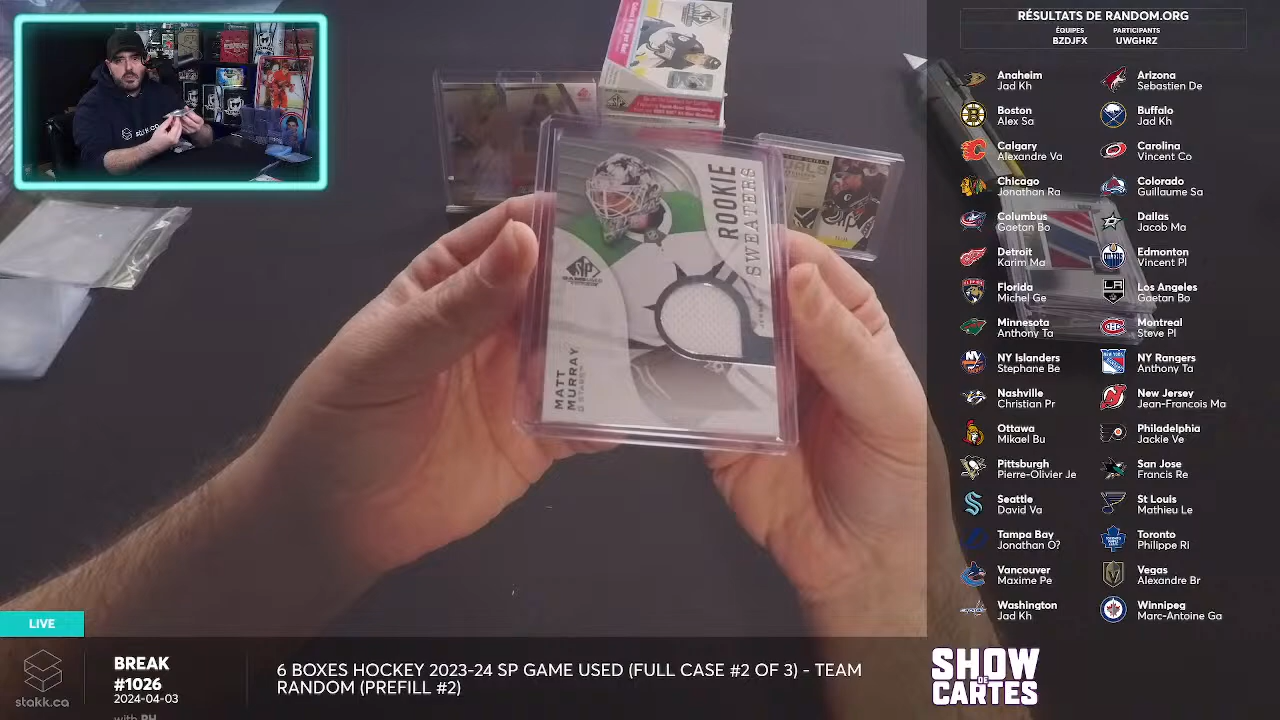 RÉSULTATS DE RANDOM.ORG
ÉQUIPES
BZDJFX
PARTICIPANTS
UWGHRZ
Anaheim
Jad Kh
Arizona
Sebastien De
Boston
Alex Sa
Buffalo
Jad Kh
Calgary
Alexandre Va
Carolina
Vincent Co
Chicago
Jonathan Ra
Colorado
Guillaume Sa
Columbus
Gaetan Bo
Dallas
Jacob Ma
Detroit
Karim Ma
Edmonton
Vincent Pl
Florida
Michel Ge
Los Angeles
Gaetan Bo
Minnesota
Anthony Ta
Montreal
Steve Pl
NY Islanders
Stephane Bé
NY Rangers
Anthony Ta
Nashville
Christian Pr
New Jersey
Jean-Francois Ma
Ottawa
Mikael Bu
Philadelphia
Jackie Ve
Pittsburgh
Pierre-Olivier Je
San Jose
Francis Re
Seattle
David Va
St Louis
Mathieu Le
Tampa Bay
Jonathan O?
Toronto
Philippe Ri
Vancouver
Maxime Pe
Vegas
Alexandre Br
Washington
Jad Kh
Winnipeg
Marc-Antoine Ga
ROOKIE
SWEATERS
SP
MATT
MURRAY
STARS
LIVE
stakk.ca
BREAK
#1026
2024-04-03
with PH
6 BOXES HOCKEY 2023-24 SP GAME USED (FULL CASE #2 OF 3) - TEAM
RANDOM (PREFILL #2)
SHOW
DE
CARTES